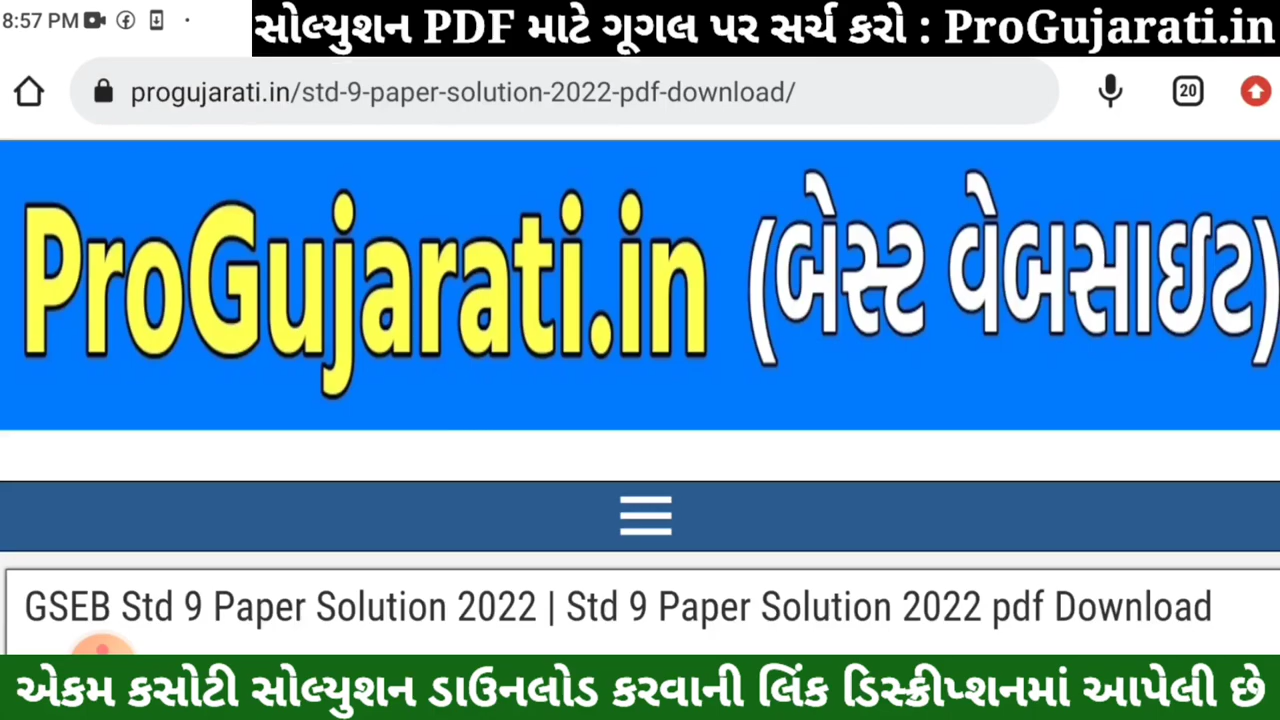 8:57 PM
સોલ્યુશન PDF માટે ગૂગલ પર સર્ચ કરો : ProGujarati.in
progujarati.in/std-9-paper-solution-2022-pdf-download/
20
ProGujarati.in (બેસ્ટ વેબસાઇટ)
GSEB Std 9 Paper Solution 2022 | Std 9 Paper Solution 2022 pdf Download
એકમ કસોટી સોલ્યુશન ડાઉનલોડ કરવાની લિંક ડિસ્ક્રીપ્શનમાં આપેલી છે